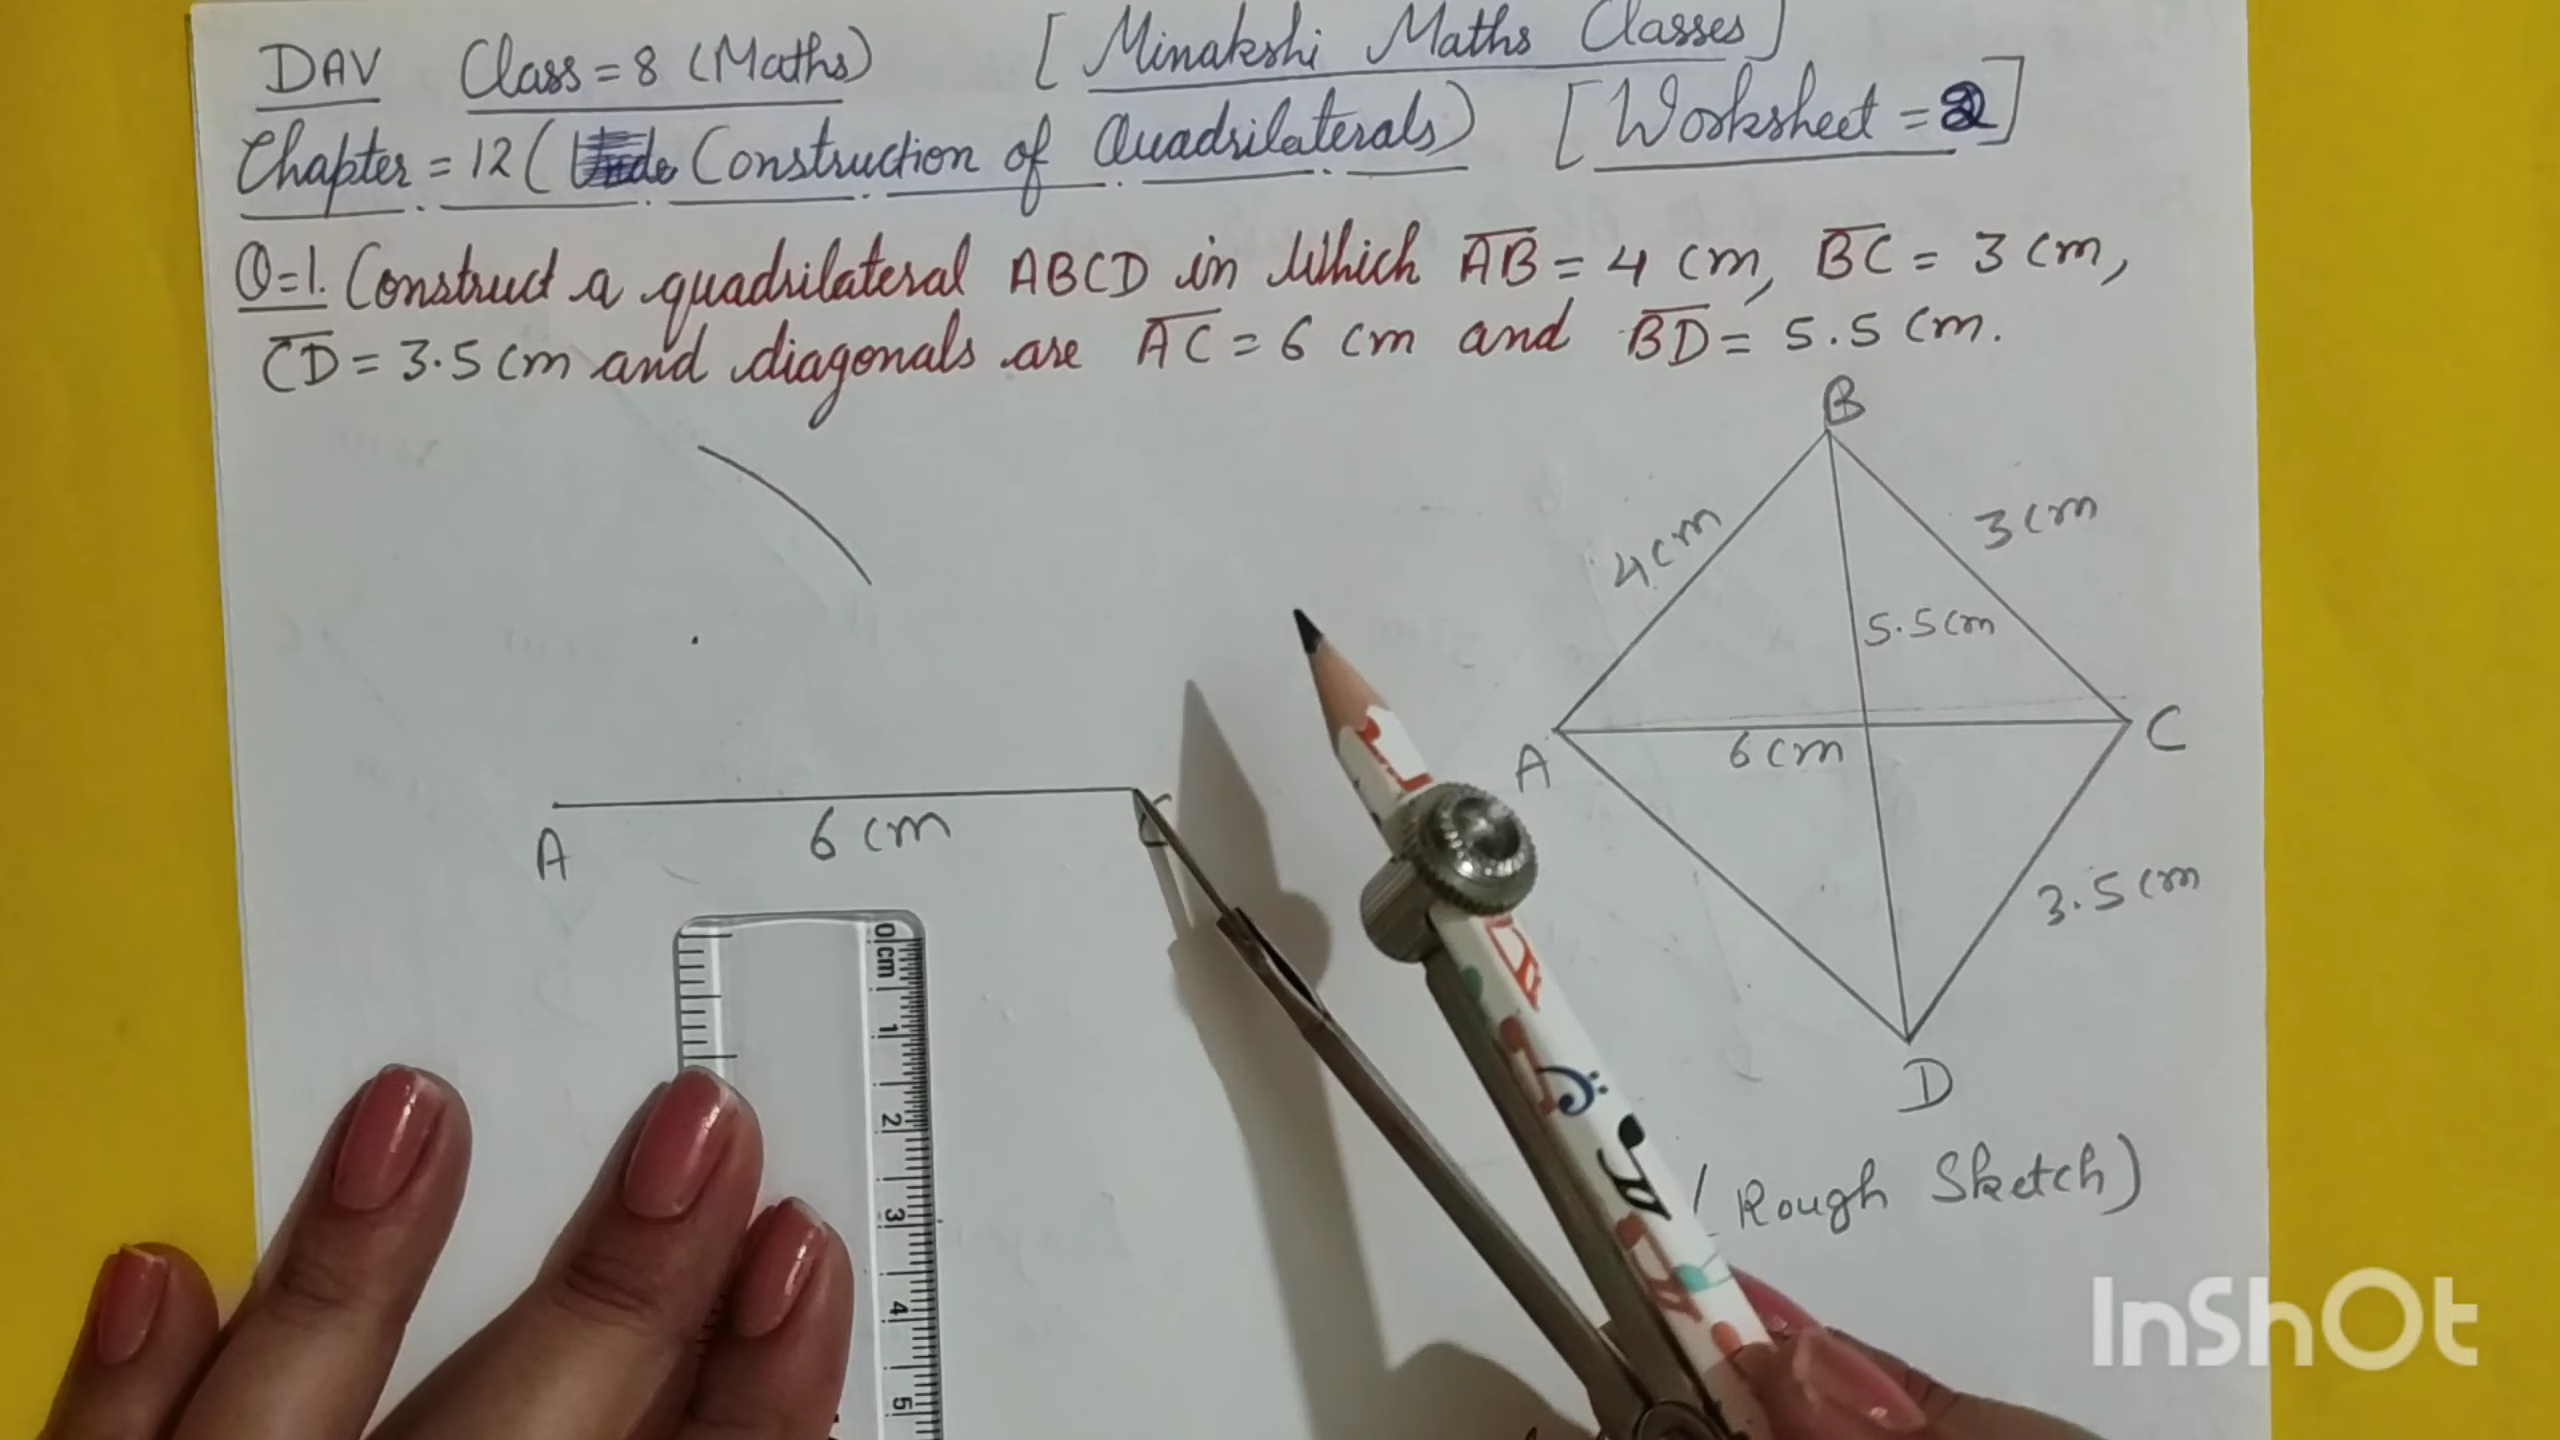 DAV Class = 8 (Maths) [Minakshi Maths Classes]
Chapter = 12 (Construction of Quadrilaterals) [Worksheet = 2]
Q=1. Construct a quadrilateral ABCD in which AB = 4 cm, BC = 3 cm,
CD = 3.5 cm and diagonals are AC = 6 cm and BD = 5.5 cm.
B
4cm
3cm
5.5cm
A
6cm
C
3.5cm
D
(Rough Sketch)
A
6 cm
C
0 cm
1
2
3
4
5
InShOt